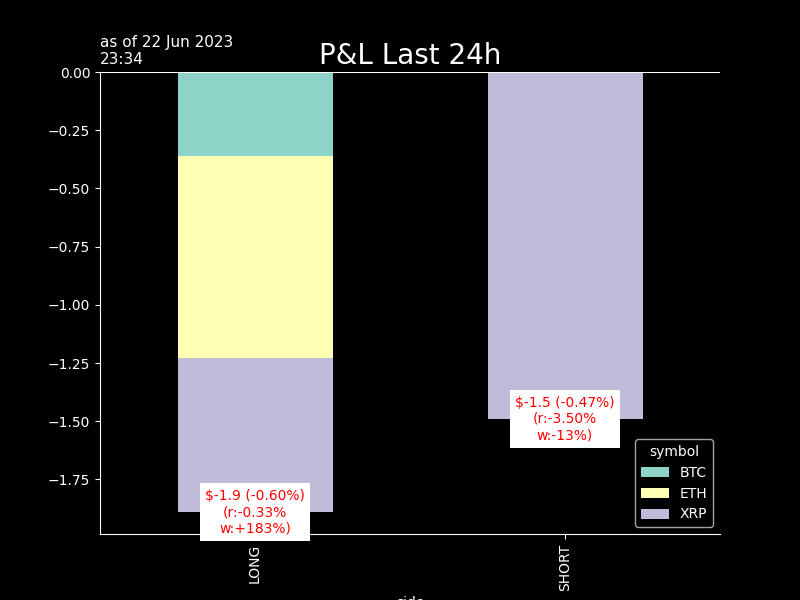 as of 22 Jun 2023
23:34
P&L Last 24h
0.00
−0.25
−0.50
−0.75
−1.00
−1.25
−1.50
−1.75
$-1.9 (-0.60%)
(r:-0.33%
w:+183%)
$-1.5 (-0.47%)
(r:-3.50%
w:-13%)
symbol
BTC
ETH
XRP
LONG
SHORT